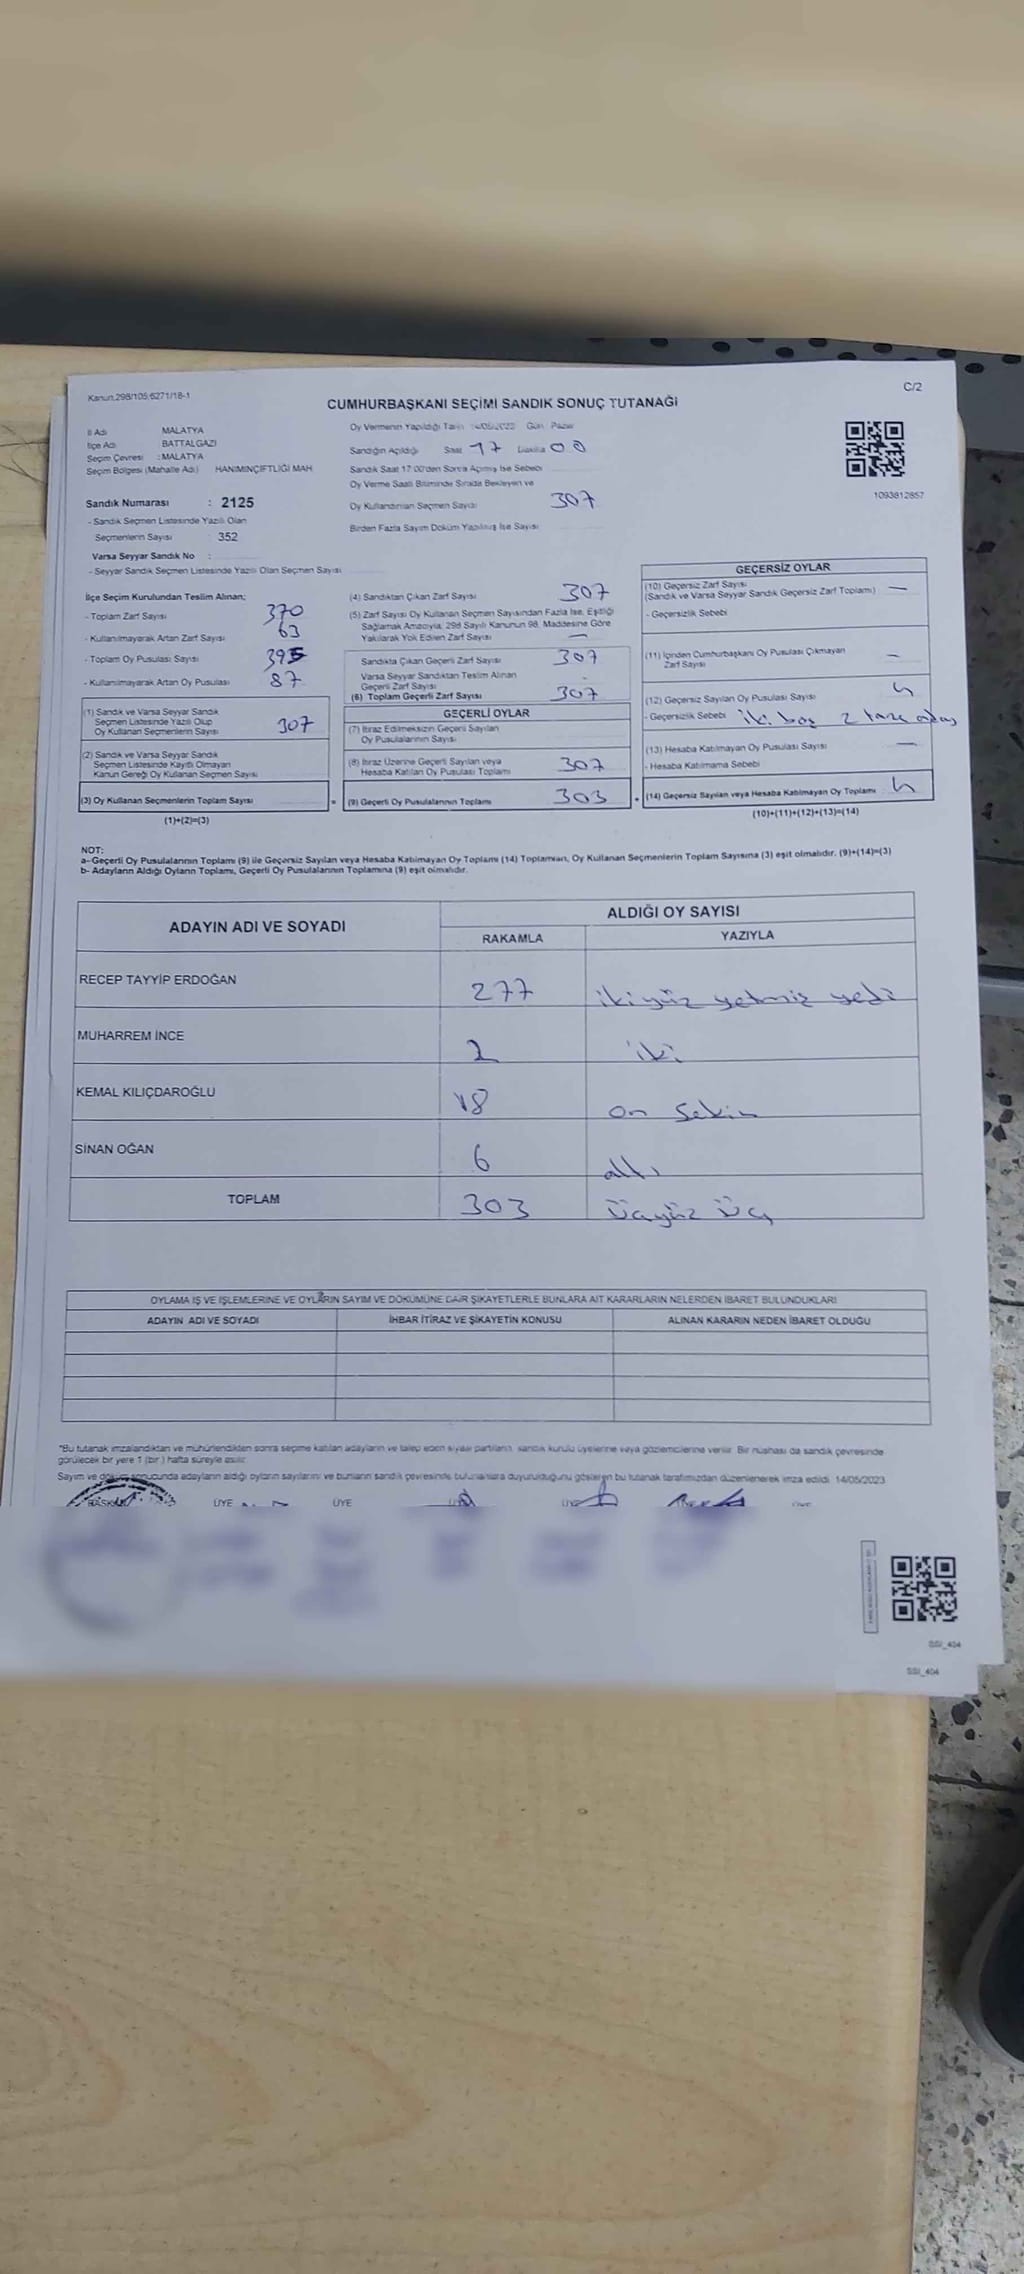 Kanun.298/105;6271/18-1
C/2
CUMHURBAŞKANI SEÇİMİ SANDIK SONUÇ TUTANAĞI
İl Adı MALATYA
İlçe Adı BATTALGAZİ
Seçim Çevresi : MALATYA
Seçim Bölgesi (Mahalle Adı) HANIMINÇİFTLİĞİ MAH
Sandık Numarası : 2125
- Sandık Seçmen Listesinde Yazılı Olan
Seçmenlerin Sayısı : 352
Varsa Seyyar Sandık No :
- Seyyar Sandık Seçmen Listesinde Yazılı Olan Seçmen Sayısı
Oy Vermenin Yapıldığı Tarih 14/05/2023 Gün Pazar
Sandığın Açıldığı Saat 17 Dakika 00
Sandık Saat 17:00'den Sonra Açılmış İse Sebebi
Oy Verme Saati Bitiminde Sırada Bekleyen ve
Oy Kullandırılan Seçmen Sayısı 307
Birden Fazla Sayım Döküm Yapılmış İse Sayısı
1093812857
İlçe Seçim Kurulundan Teslim Alınan;
- Toplam Zarf Sayısı 370
- Kullanılmayarak Artan Zarf Sayısı 63
- Toplam Oy Pusulası Sayısı 395
- Kullanılmayarak Artan Oy Pusulası 87
(1) Sandık ve Varsa Seyyar Sandık
Seçmen Listesinde Yazılı Olup
Oy Kullanan Seçmenlerin Sayısı 307
(2) Sandık ve Varsa Seyyar Sandık
Seçmen Listesinde Kayıtlı Olmayan
Kanun Gereği Oy Kullanan Seçmen Sayısı
(3) Oy Kullanan Seçmenlerin Toplam Sayısı
(1)+(2)=(3)
(4) Sandıktan Çıkan Zarf Sayısı 307
(5) Zarf Sayısı Oy Kullanan Seçmen Sayısından Fazla İse, Eşitliği
Sağlamak Amacıyla, 298 Sayılı Kanunun 98. Maddesine Göre
Yakılarak Yok Edilen Zarf Sayısı —
Sandıkta Çıkan Geçerli Zarf Sayısı 307
Varsa Seyyar Sandıktan Teslim Alınan
Geçerli Zarf Sayısı -
(6) Toplam Geçerli Zarf Sayısı 307
GEÇERLİ OYLAR
(7) İtiraz Edilmeksizin Geçerli Sayılan
Oy Pusulalarının Sayısı
(8) İtiraz Üzerine Geçerli Sayılan veya
Hesaba Katılan Oy Pusulası Toplamı 307
= (9) Geçerli Oy Pusulalarının Toplamı 303 +
GEÇERSİZ OYLAR
(10) Geçersiz Zarf Sayısı
(Sandık ve Varsa Seyyar Sandık Geçersiz Zarf Toplamı) —
- Geçersizlik Sebebi
(11) İçinden Cumhurbaşkanı Oy Pusulası Çıkmayan
Zarf Sayısı —
(12) Geçersiz Sayılan Oy Pusulası Sayısı 4
- Geçersizlik Sebebi iki boş 2 tane
(13) Hesaba Katılmayan Oy Pusulası Sayısı —
- Hesaba Katılmama Sebebi
(14) Geçersiz Sayılan veya Hesaba Katılmayan Oy Toplamı 4
(10)+(11)+(12)+(13)=(14)
NOT:
a- Geçerli Oy Pusulalarının Toplamı (9) ile Geçersiz Sayılan veya Hesaba Katılmayan Oy Toplamı (14) Toplamları, Oy Kullanan Seçmenlerin Toplam Sayısına (3) eşit olmalıdır. (9)+(14)=(3)
b- Adayların Aldığı Oyların Toplamı, Geçerli Oy Pusulalarının Toplamına (9) eşit olmalıdır.
ADAYIN ADI VE SOYADI
ALDIĞI OY SAYISI
RAKAMLA YAZIYLA
RECEP TAYYİP ERDOĞAN 277 iki yüz yetmiş yedi
MUHARREM İNCE 2 iki
KEMAL KILIÇDAROĞLU 18 on sekiz
SİNAN OĞAN 6 altı
TOPLAM 303 üçyüz üç
OYLAMA İŞ VE İŞLEMLERİNE VE OYLARIN SAYIM VE DÖKÜMÜNE DAİR ŞİKAYETLERLE BUNLARA AİT KARARLARIN NELERDEN İBARET BULUNDUKLARI
ADAYIN ADI VE SOYADI İHBAR İTİRAZ VE ŞİKAYETİN KONUSU ALINAN KARARIN NEDEN İBARET OLDUĞU
*Bu tutanak imzalandıktan ve mühürlendikten sonra seçime katılan adayların ve talep eden siyasi partilerin, sandık kurulu üyelerine veya gözlemcilerine verilir. Bir nüshası da sandık çevresinde
görülecek bir yere 1 (bir ) hafta süreyle asılır.
Sayım ve döküm sonucunda adayların aldığı oyların sayılarını ve bunların sandık çevresinde bulunanlara duyurulduğunu gösteren bu tutanak tarafımızdan düzenlenerek imza edildi. 14/05/2023
BAŞKAN ÜYE ÜYE ÜYE ÜYE ÜYE
SSİ_404
SSİ_404